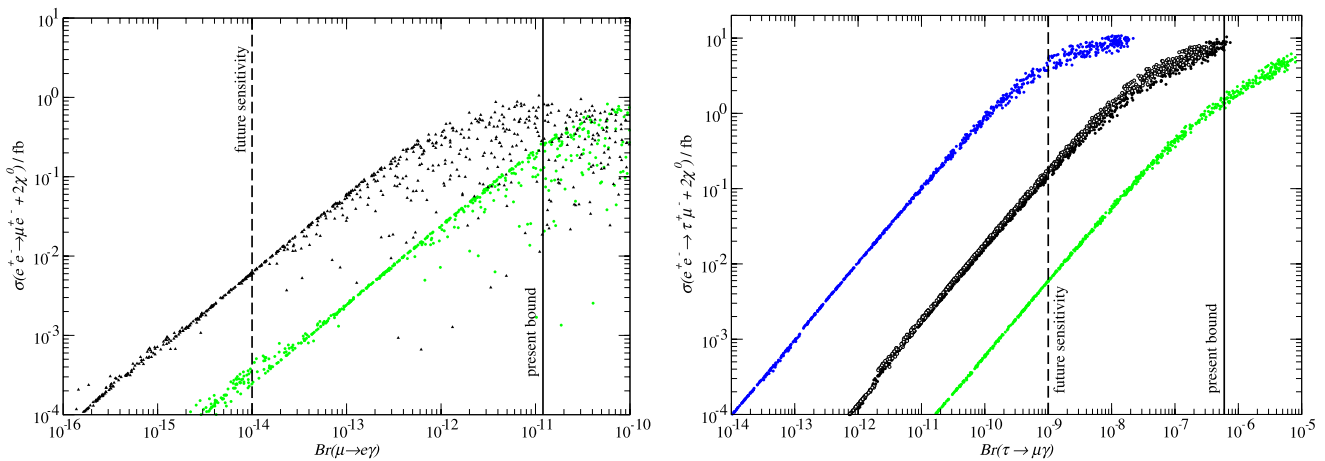 10^1
10^0
10^-1
10^-2
10^-3
10^-4
σ(e^+e^-→μ^+e^- + 2χ^0) / fb
future sensitivity
present bound
10^-16 10^-15 10^-14 10^-13 10^-12 10^-11 10^-10
Br(μ→eγ)
10^1
10^0
10^-1
10^-2
10^-3
10^-4
σ(e^+e^- → τ^+μ^- + 2χ^0) / fb
future sensitivity
present bound
10^-14 10^-13 10^-12 10^-11 10^-10 10^-9 10^-8 10^-7 10^-6 10^-5
Br(τ → μγ)